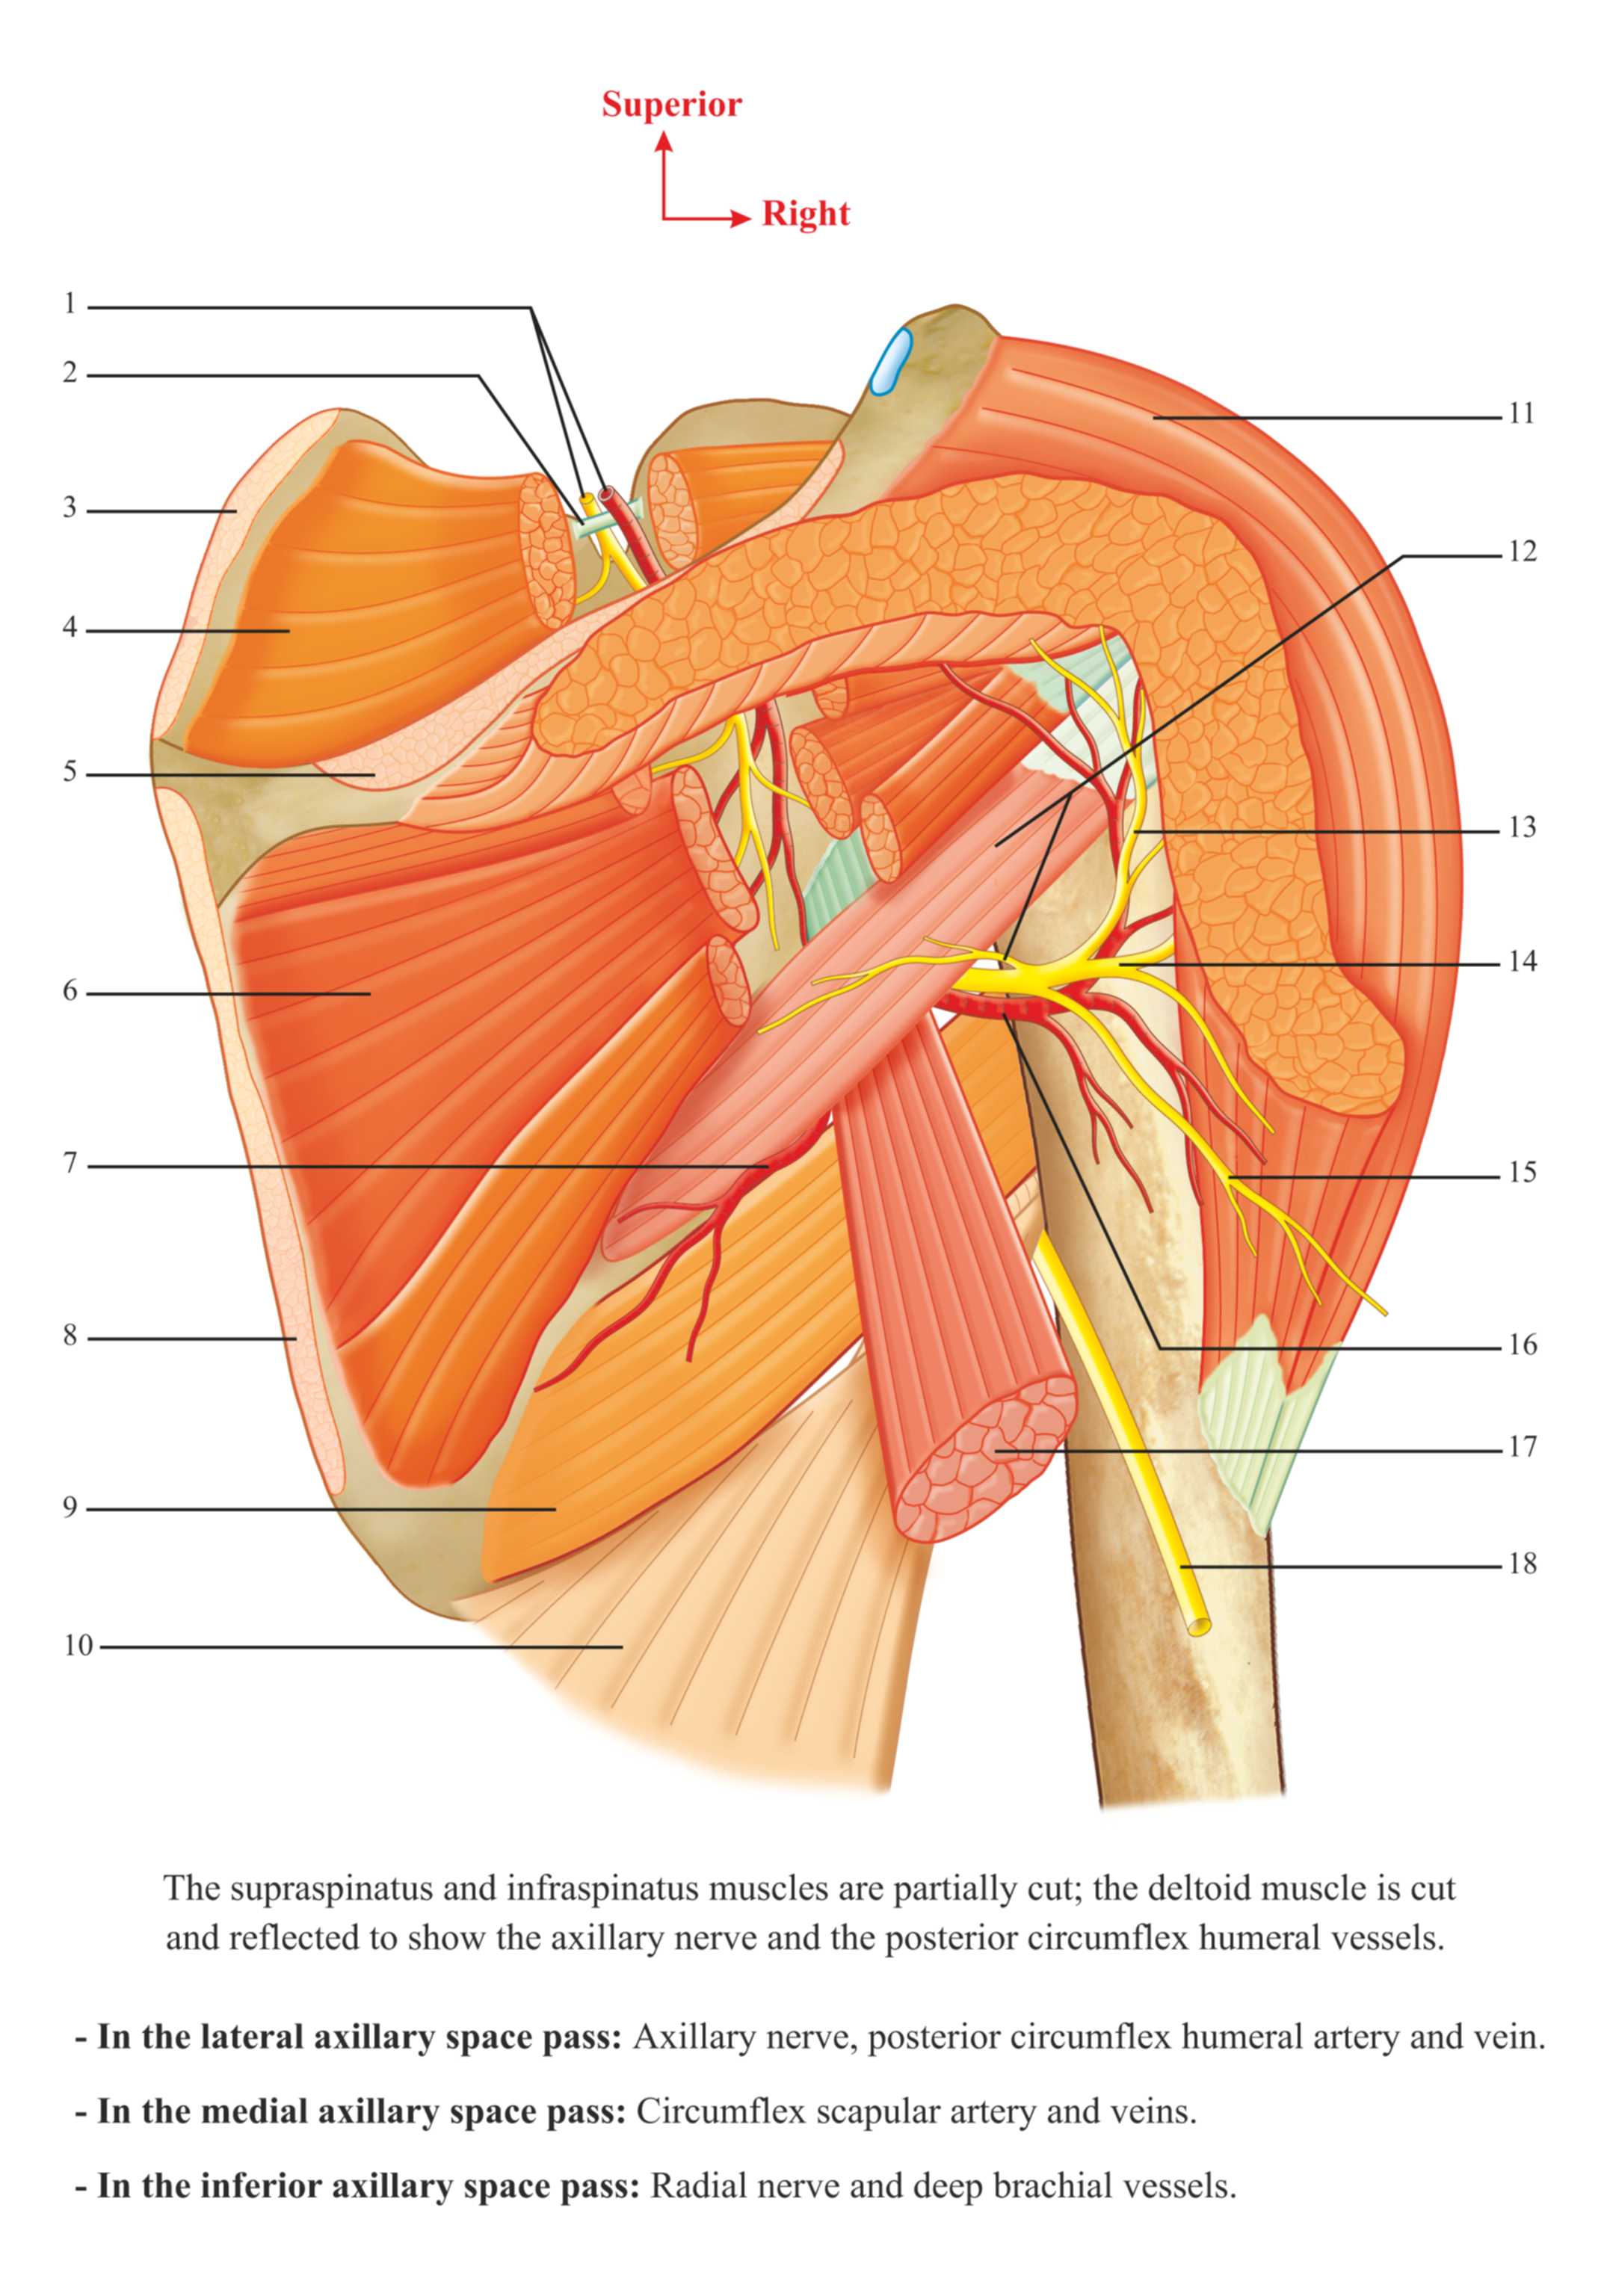 Superior
Right
1
2
3
4
5
6
7
8
9
10
11
12
13
14
15
16
17
18
The supraspinatus and infraspinatus muscles are partially cut; the deltoid muscle is cut
and reflected to show the axillary nerve and the posterior circumflex humeral vessels.
- In the lateral axillary space pass: Axillary nerve, posterior circumflex humeral artery and vein.
- In the medial axillary space pass: Circumflex scapular artery and veins.
- In the inferior axillary space pass: Radial nerve and deep brachial vessels.